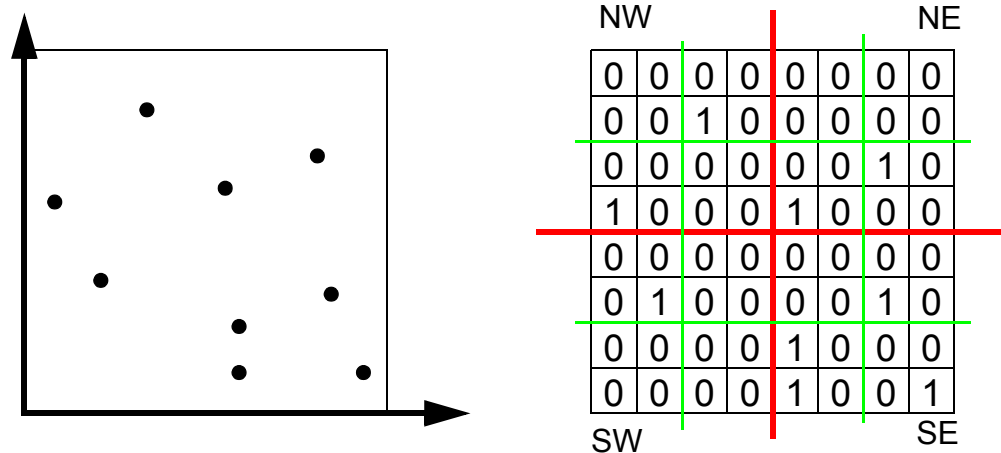 NW NE
0 0 0 0 0 0 0 0
0 0 1 0 0 0 0 0
0 0 0 0 0 0 1 0
1 0 0 0 1 0 0 0
0 0 0 0 0 0 0 0
0 1 0 0 0 0 1 0
0 0 0 0 1 0 0 0
0 0 0 0 1 0 0 1
SW SE